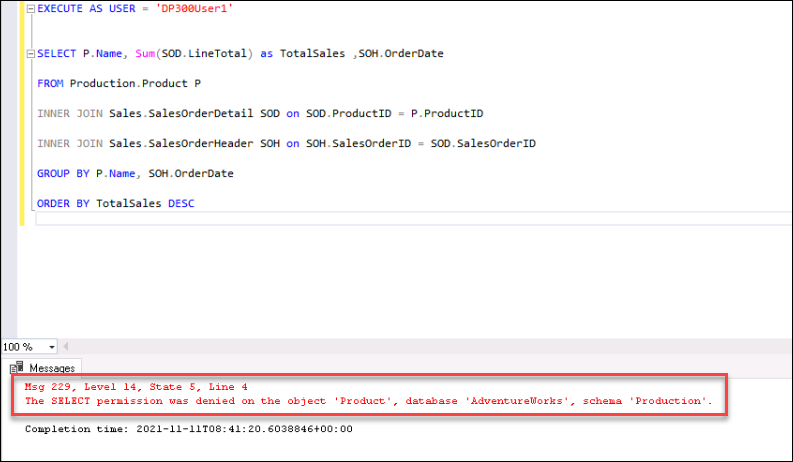 EXECUTE AS USER = 'DP300User1'
SELECT P.Name, Sum(SOD.LineTotal) as TotalSales ,SOH.OrderDate
FROM Production.Product P
INNER JOIN Sales.SalesOrderDetail SOD on SOD.ProductID = P.ProductID
INNER JOIN Sales.SalesOrderHeader SOH on SOH.SalesOrderID = SOD.SalesOrderID
GROUP BY P.Name, SOH.OrderDate
ORDER BY TotalSales DESC
100 %
Messages
Msg 229, Level 14, State 5, Line 4
The SELECT permission was denied on the object 'Product', database 'AdventureWorks', schema 'Production'.
Completion time: 2021-11-11T08:41:20.6038846+00:00